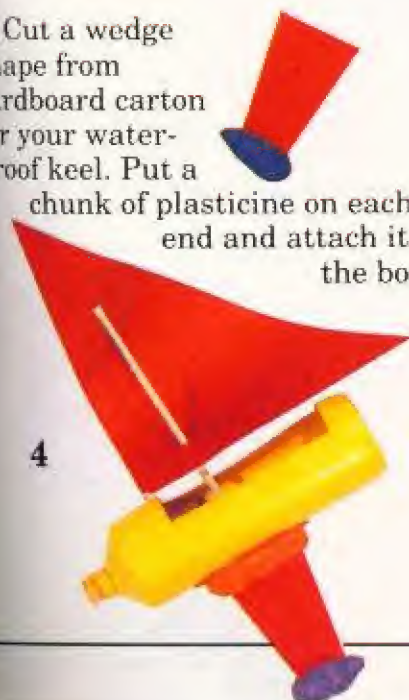 Cut a wedge
ape from
rdboard carton
r your water-
roof keel. Put a
chunk of plasticine on each
end and attach it
the bo
4